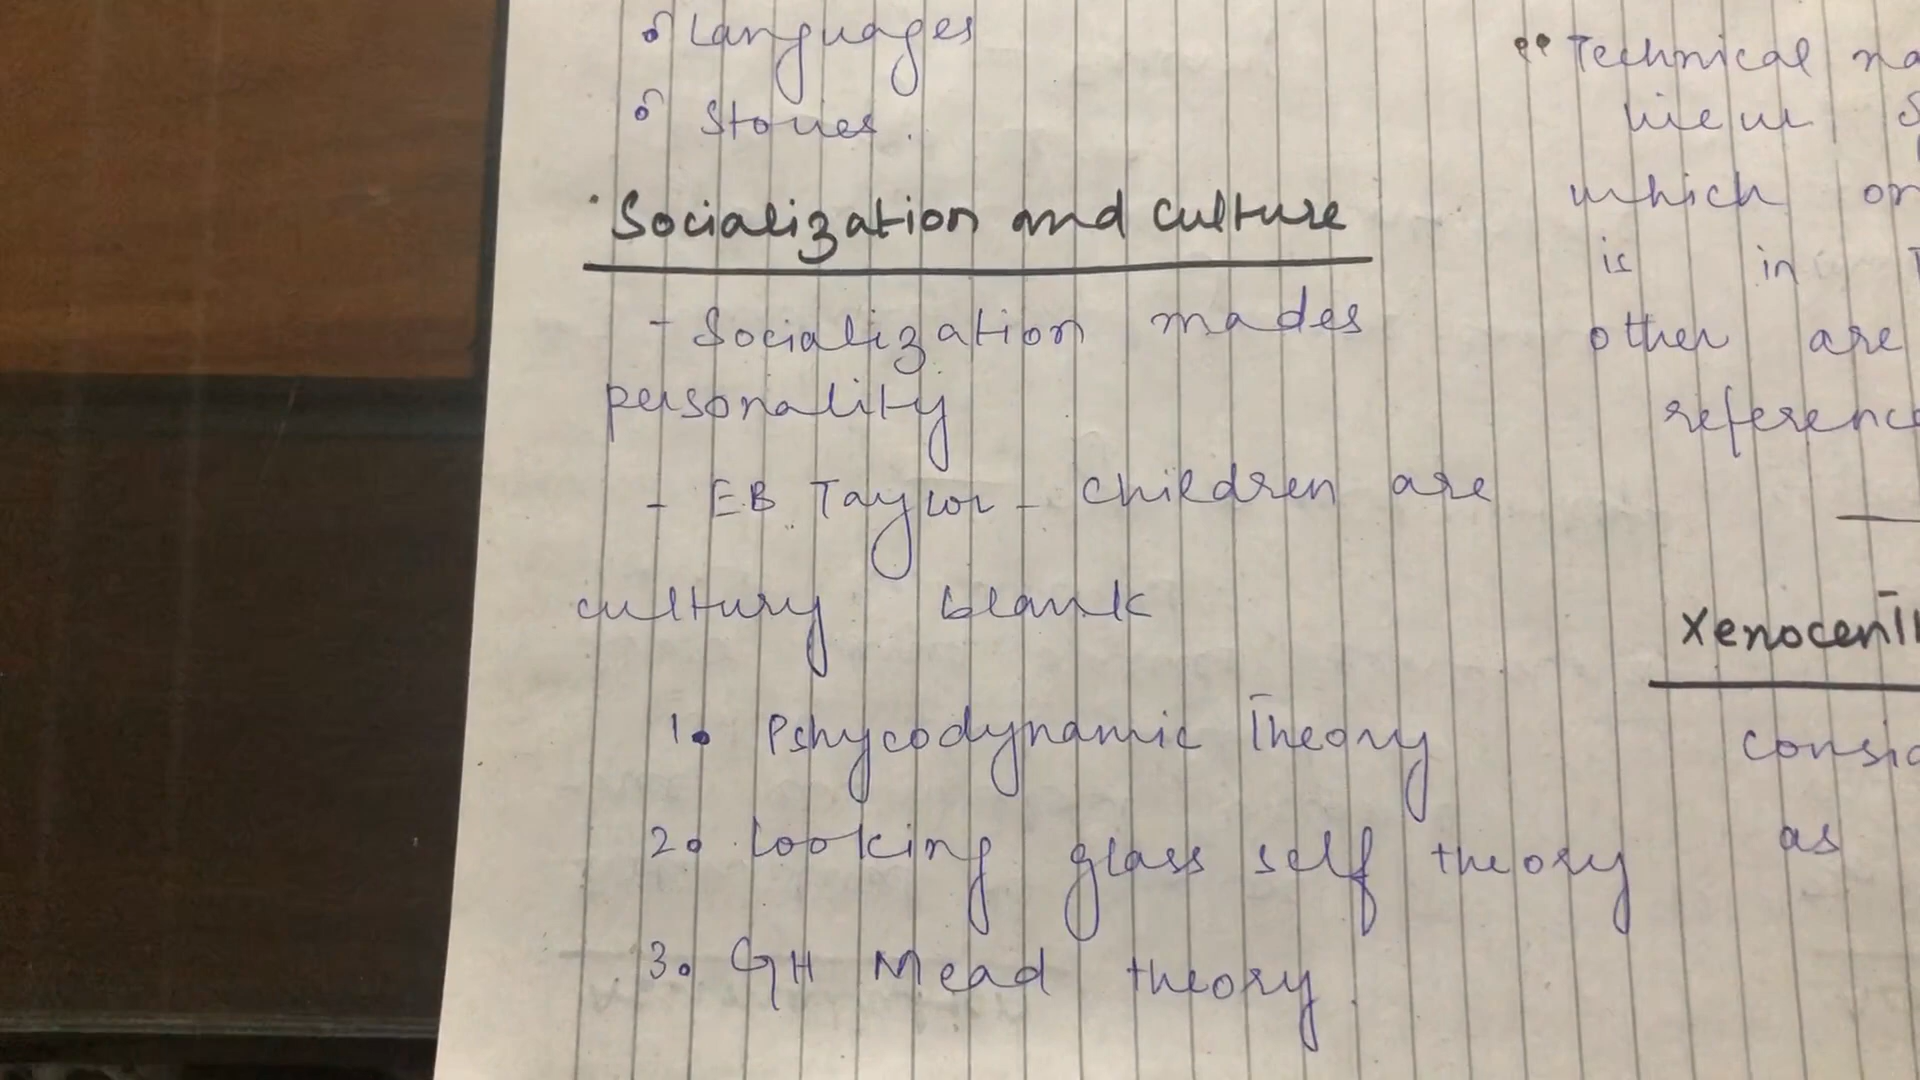 Languages
Stories.
Socialization and culture
- Socialization mades
personality
- EB Taylor - children are
cultury blank
1. Pshycodynamic Theory
2. Looking glass self theory
3. GH Mead theory.
Technical
view
which
is in
other are
as